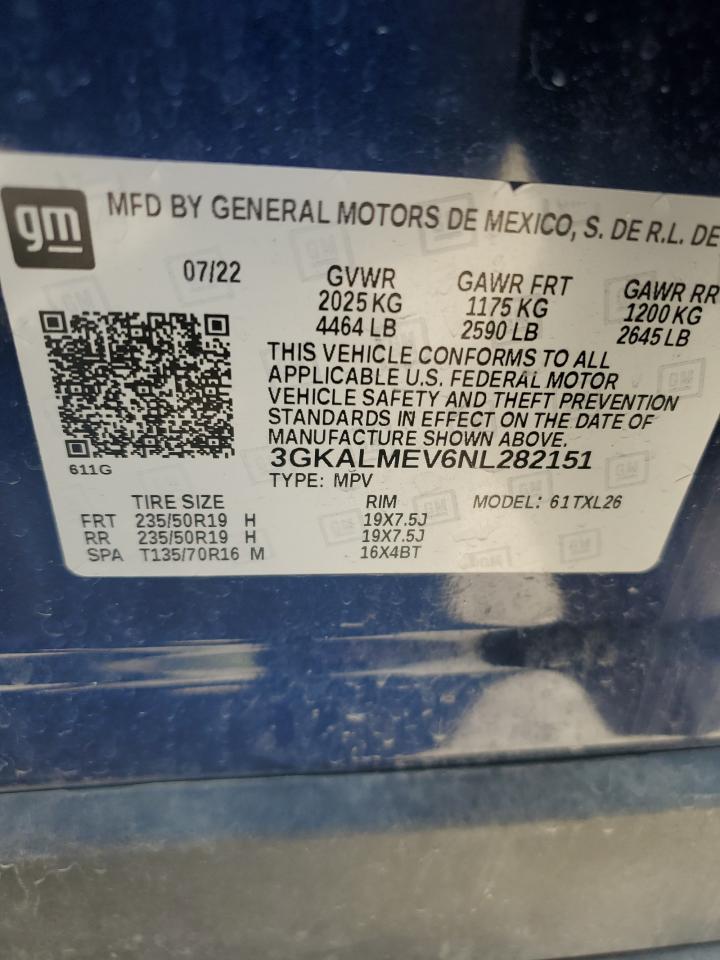 gm
MFD BY GENERAL MOTORS DE MEXICO, S. DE R.L. DE
07/22
GVWR GAWR FRT GAWR RR
2025 KG 1175 KG 1200 KG
4464 LB 2590 LB 2645 LB
THIS VEHICLE CONFORMS TO ALL
APPLICABLE U.S. FEDERAL MOTOR
VEHICLE SAFETY AND THEFT PREVENTION
STANDARDS IN EFFECT ON THE DATE OF
MANUFACTURE SHOWN ABOVE.
611G
3GKALMEV6NL282151
TYPE: MPV
TIRE SIZE RIM MODEL: 61TXL26
FRT 235/50R19 H 19X7.5J
RR 235/50R19 H 19X7.5J
SPA T135/70R16 M 16X4BT